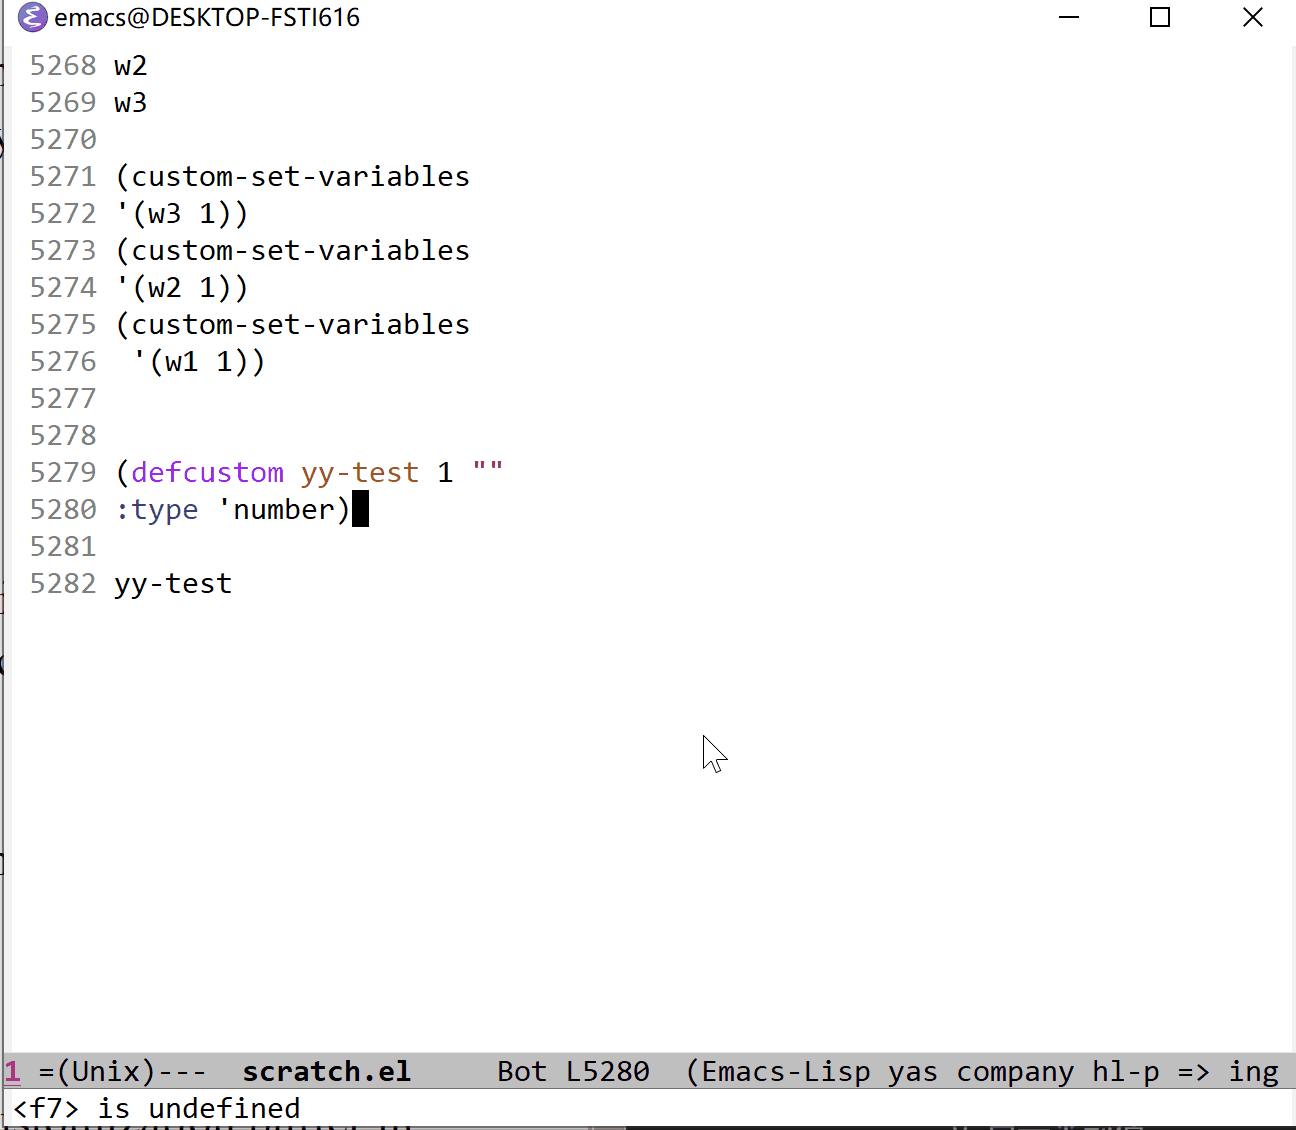 emacs@DESKTOP-FSTI616
5268 w2
5269 w3
5270
5271 (custom-set-variables
5272 '(w3 1))
5273 (custom-set-variables
5274 '(w2 1))
5275 (custom-set-variables
5276  '(w1 1))
5277
5278
5279 (defcustom yy-test 1 ""
5280 :type 'number)
5281
5282 yy-test
1 =(Unix)---  scratch.el     Bot L5280  (Emacs-Lisp yas company hl-p => ing
<f7> is undefined